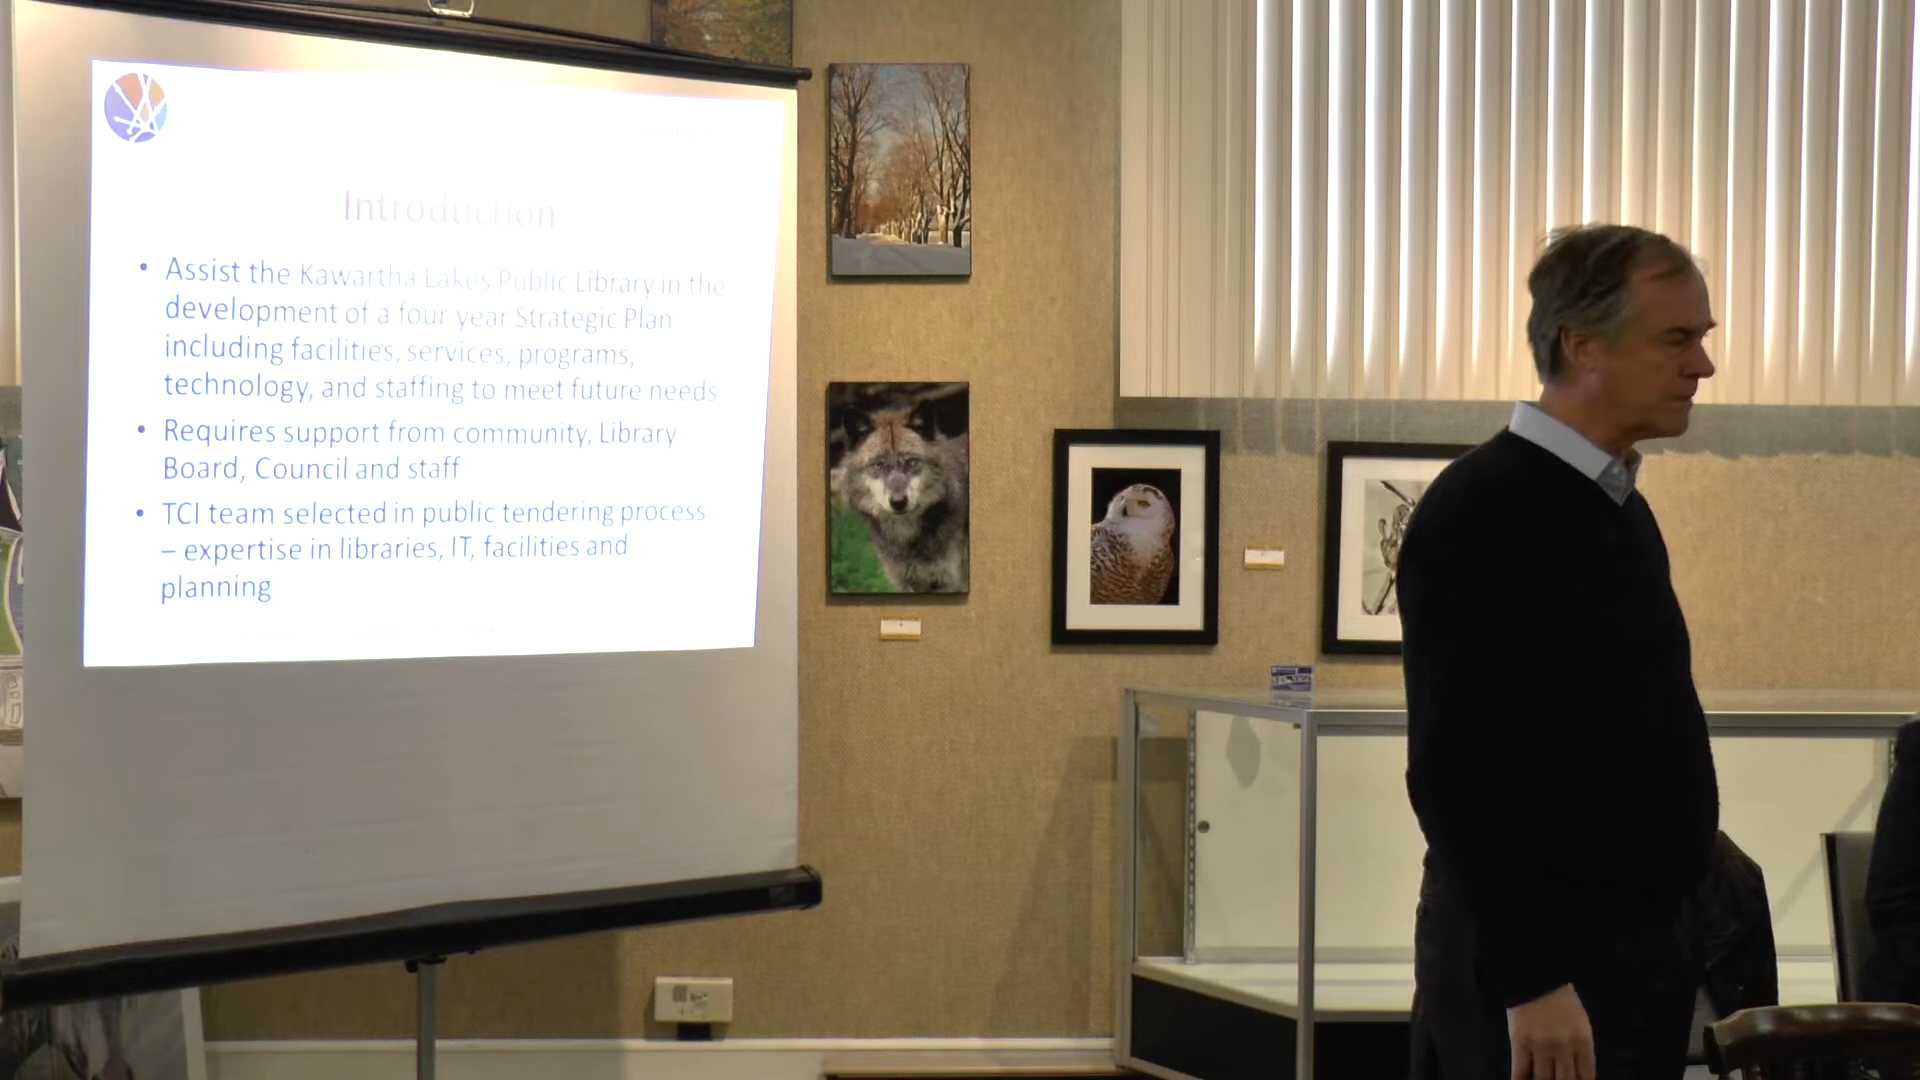 Introduction
• Assist the Kawartha Lakes Public Library in the
development of a four year Strategic Plan
including facilities, services, programs,
technology, and staffing to meet future needs
• Requires support from community, Library
Board, Council and staff
• TCI team selected in public tendering process
– expertise in libraries, IT, facilities and
planning